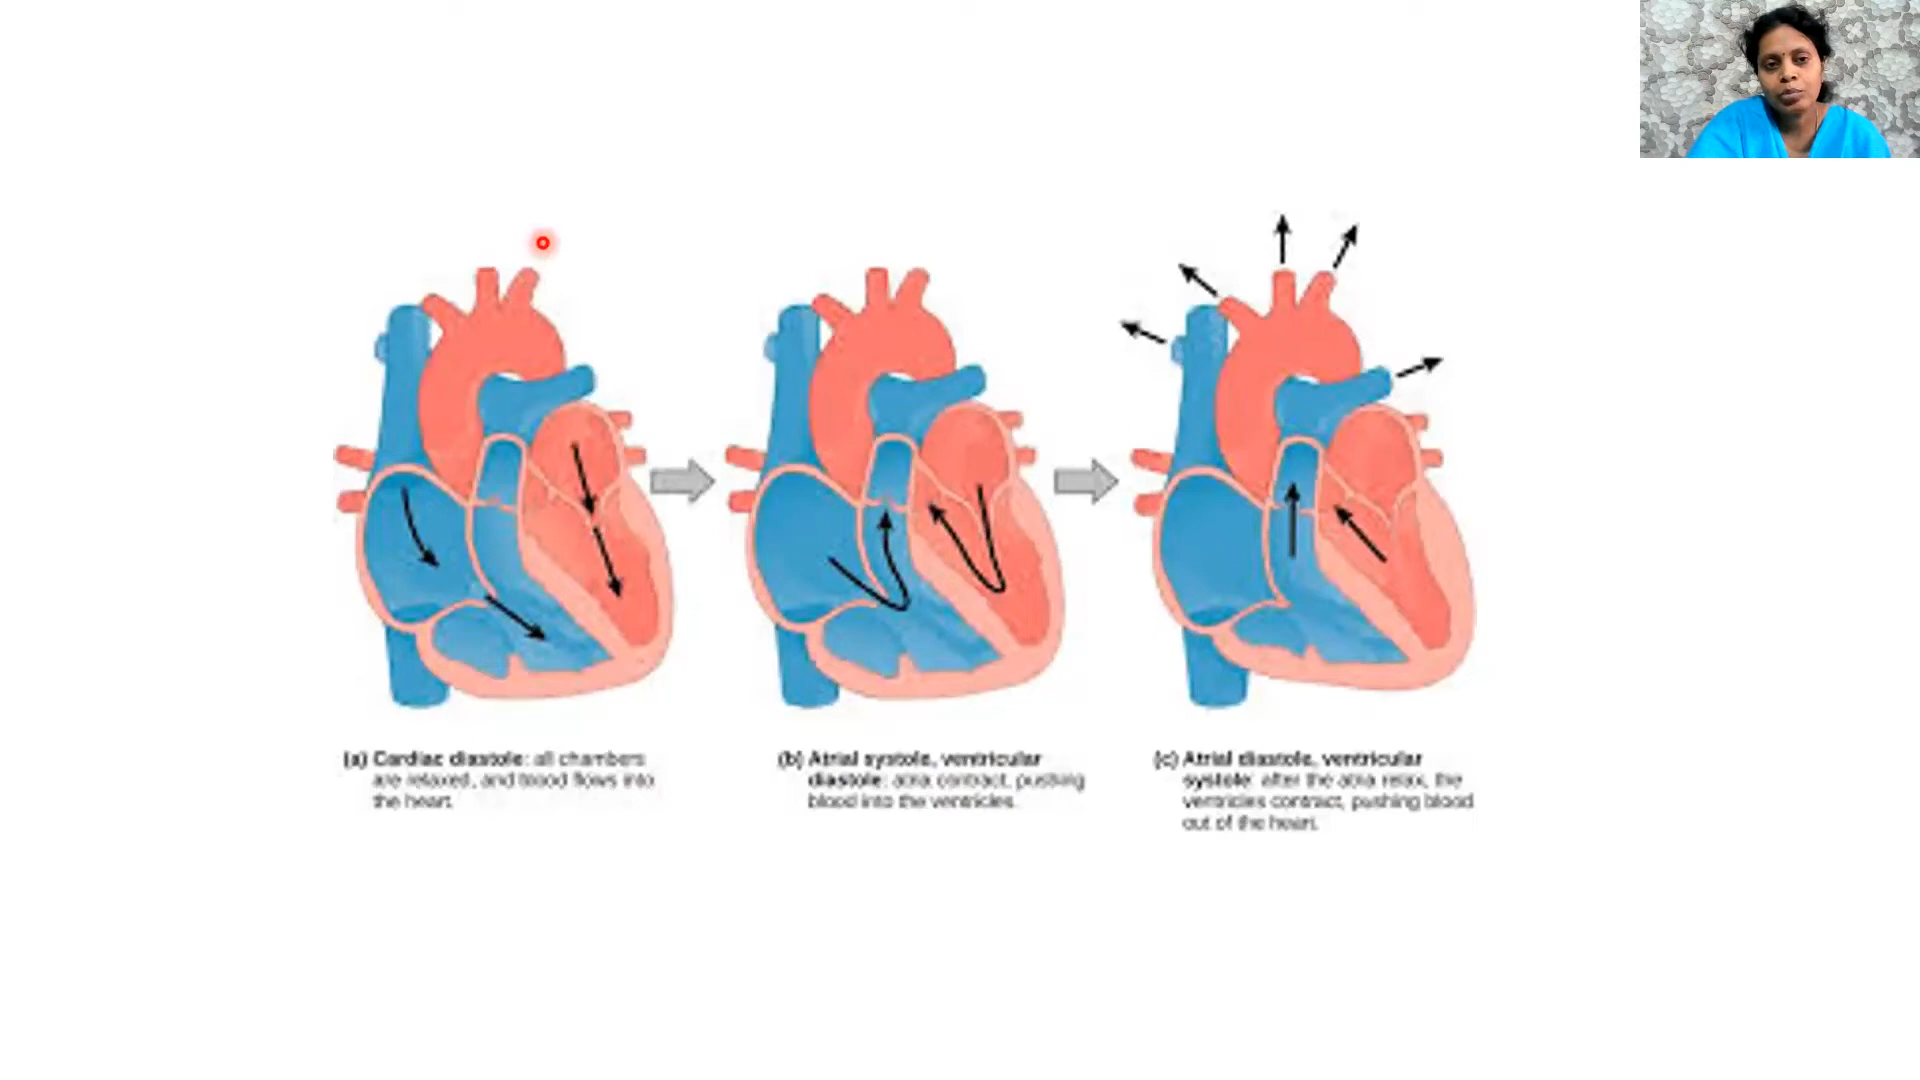 (a) Cardiac diastole: all chambers
are relaxed, and blood flows into
the heart.
(b) Atrial systole, ventricular
diastole: atria contract, pushing
blood into the ventricles.
(c) Atrial diastole, ventricular
systole: after the atria relax, the
ventricles contract, pushing blood
out of the heart.